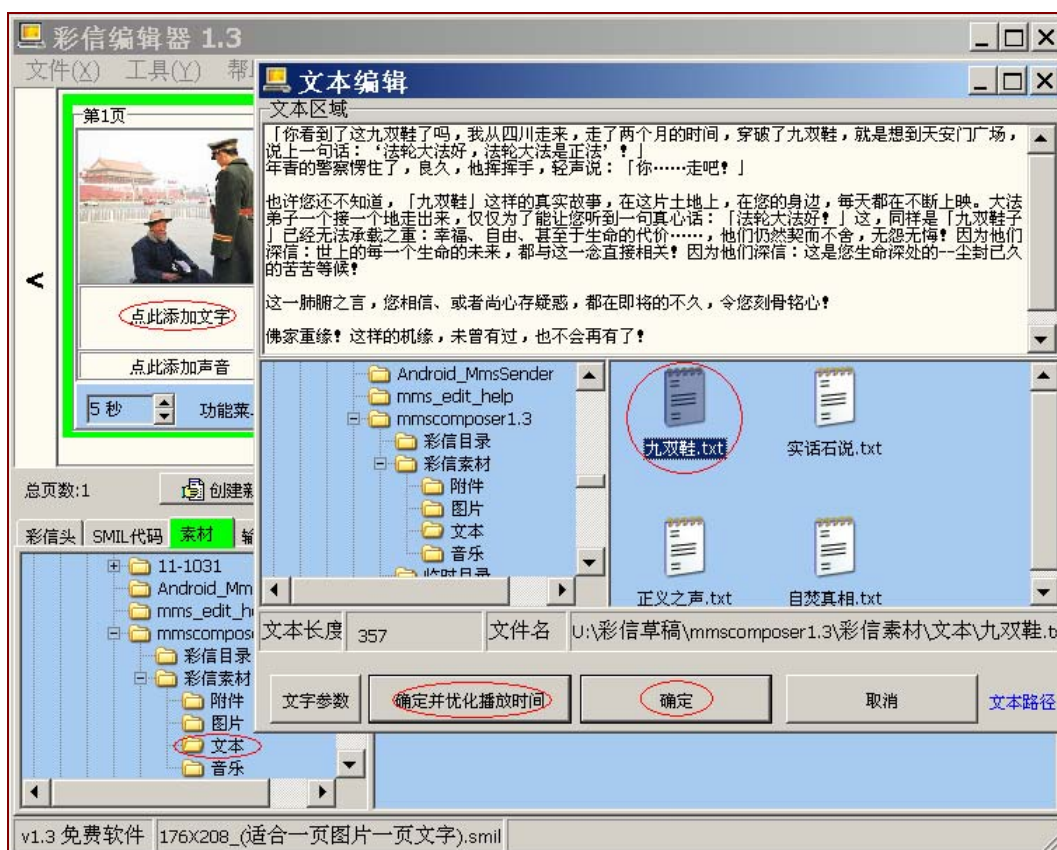 彩信编辑器 1.3
文件(X) 工具(Y) 帮
第1页
<
点此添加文字
点此添加声音
5 秒 功能菜
总页数:1 创建新
彩信头 SMIL代码 素材 输
11-1031
Android_Mm
mms_edit_h
mmscompos
彩信目录
彩信素材
附件
图片
文本
音乐
v1.3 免费软件 176X208_(适合一页图片一页文字).smil
文本编辑
文本区域
「你看到了这九双鞋了吗，我从四川走来，走了两个月的时间，穿破了九双鞋，就是想到天安门广场，
说上一句话：‘法轮大法好，法轮大法是正法’！」
年青的警察愣住了，良久，他挥挥手，轻声说：「你……走吧！」
也许您还不知道，「九双鞋」这样的真实故事，在这片土地上，在您的身边，每天都在不断上映。大法
弟子一个接一个地走出来，仅仅为了能让您听到一句真心话：「法轮大法好！」这，同样是「九双鞋子
」已经无法承载之重：幸福、自由、甚至于生命的代价……，他们仍然契而不舍，无怨无悔！因为他们
深信：世上的每一个生命的未来，都与这一念直接相关！因为他们深信：这是您生命深处的--尘封已久
的苦苦等候！
这一肺腑之言，您相信、或者尚心存疑惑，都在即将的不久，令您刻骨铭心！
佛家重缘！这样的机缘，未曾有过，也不会再有了！
Android_MmsSender
mms_edit_help
mmscomposer1.3
彩信目录
彩信素材
附件
图片
文本
音乐
临时目录
九双鞋.txt 实话石说.txt
正义之声.txt 自焚真相.txt
文本长度 357 文件名 U:\彩信草稿\mmscomposer1.3\彩信素材\文本\九双鞋.t
文字参数 确定并优化播放时间 确定 取消 文本路径